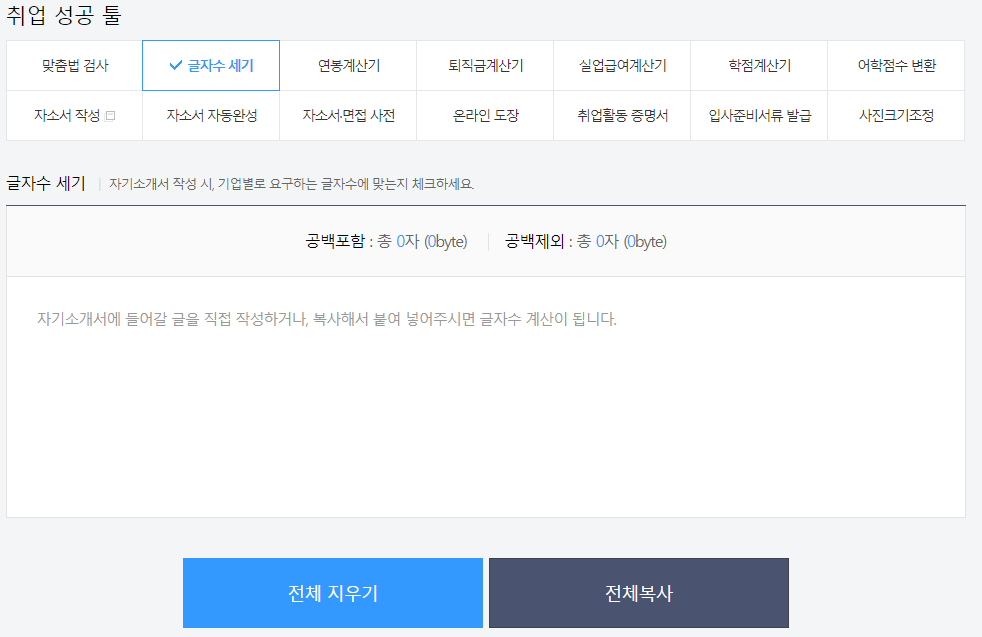 취업 성공 툴
맞춤법 검사 글자수 세기 연봉계산기 퇴직금계산기 실업급여계산기 학점계산기 어학점수 변환
자소서 작성 자소서 자동완성 자소서·면접 사전 온라인 도장 취업활동 증명서 입사준비서류 발급 사진크기조정
글자수 세기 | 자기소개서 작성 시, 기업별로 요구하는 글자수에 맞는지 체크하세요.
공백포함 : 총 0자 (0byte) | 공백제외 : 총 0자 (0byte)
자기소개서에 들어갈 글을 직접 작성하거나, 복사해서 붙여 넣어주시면 글자수 계산이 됩니다.
전체 지우기 전체복사